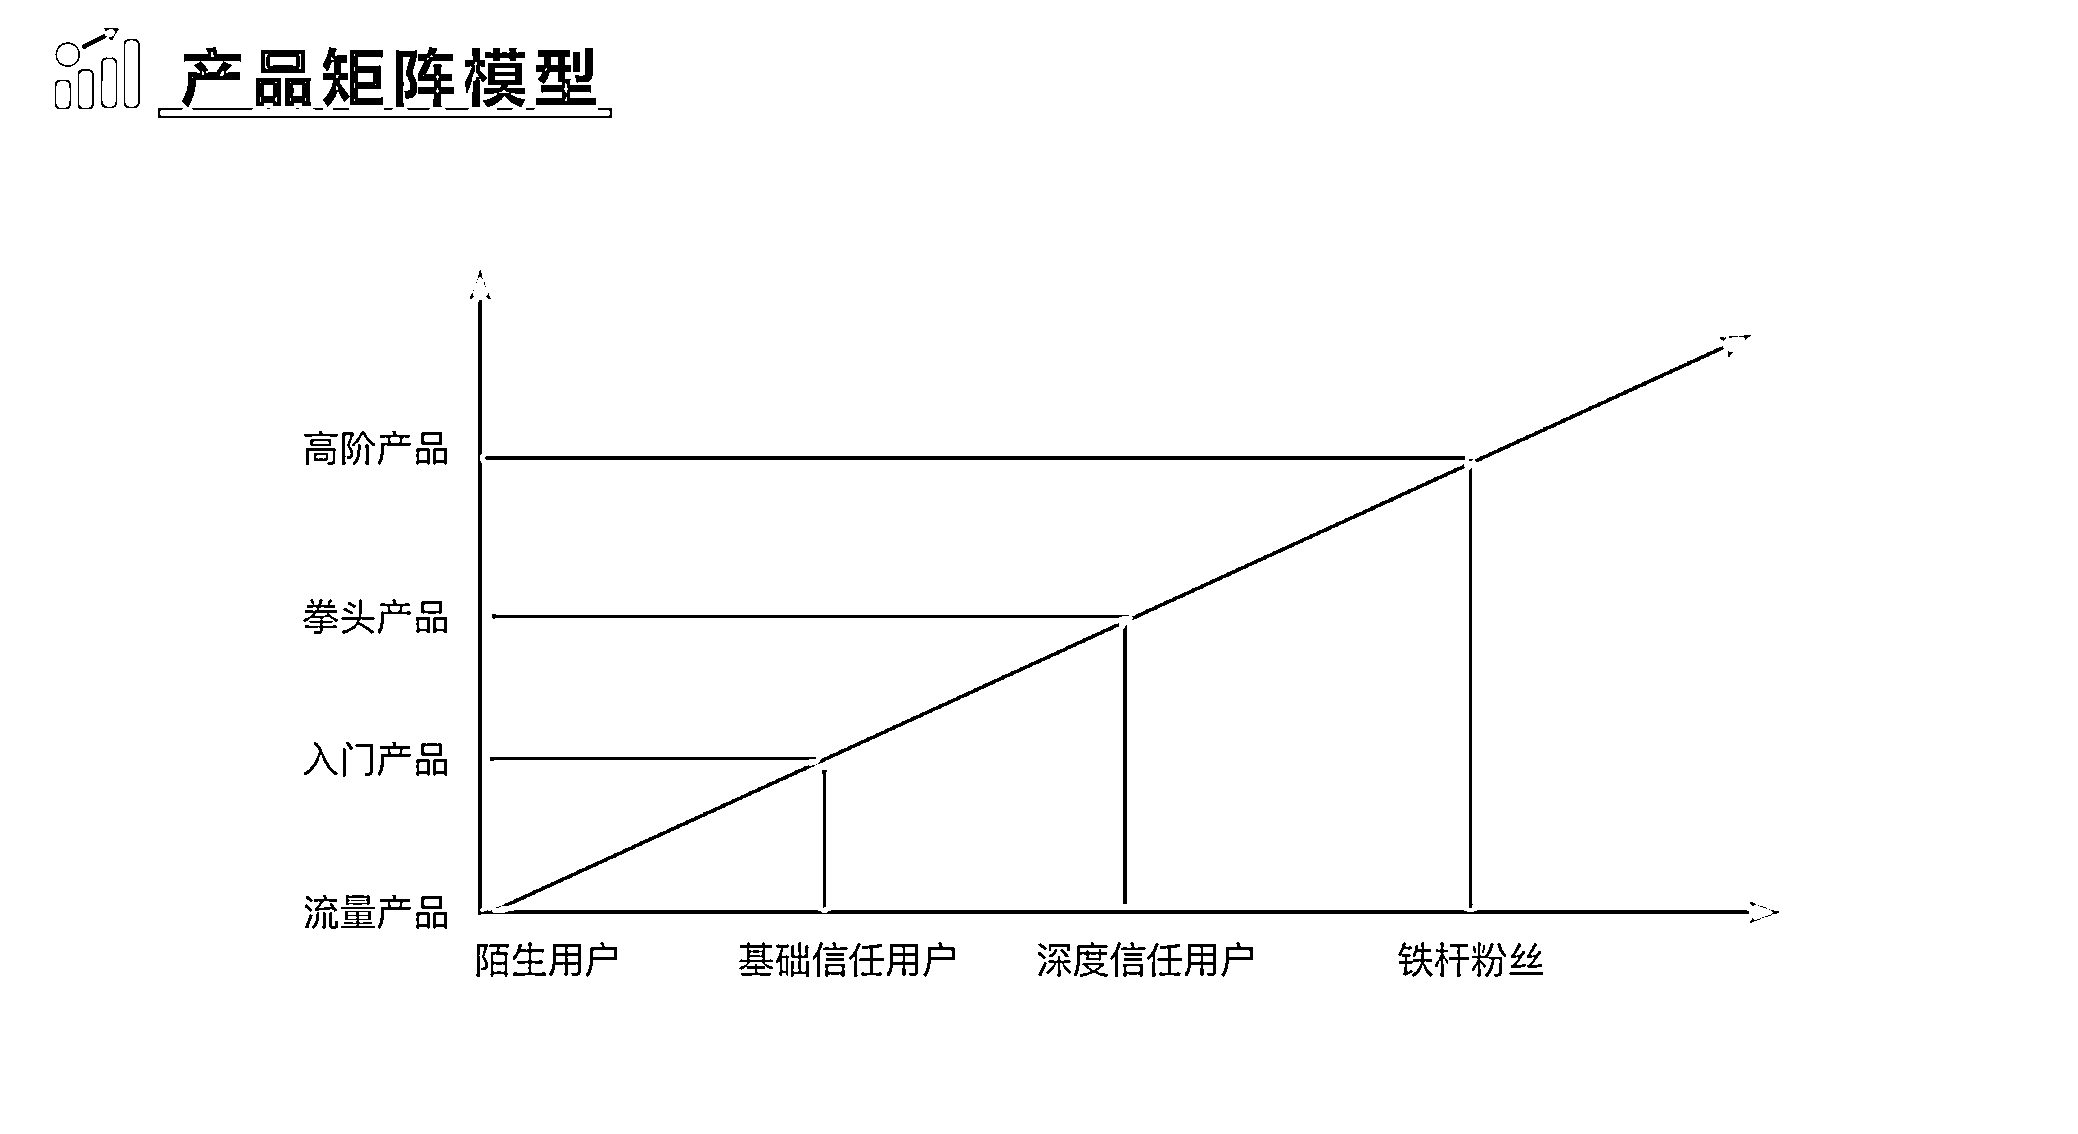 产品矩阵模型
高阶产品
拳头产品
入门产品
流量产品
陌生用户 基础信任用户 深度信任用户 铁杆粉丝